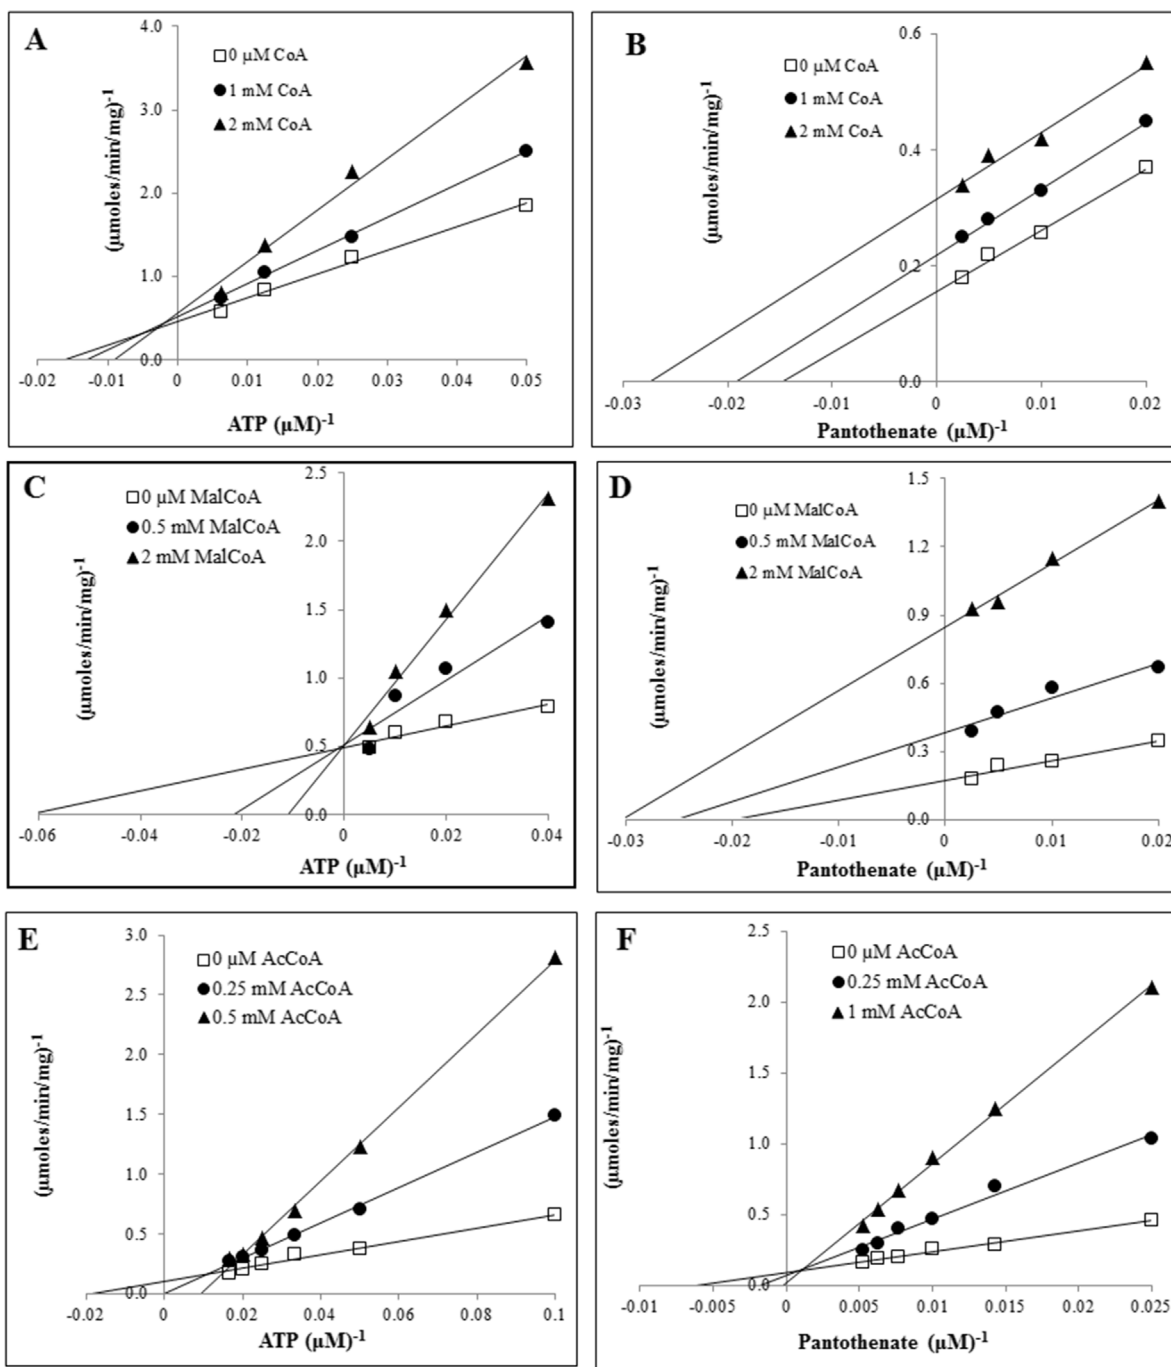 A
0 µM CoA
1 mM CoA
2 mM CoA
(µmoles/min/mg)-1
4.0
3.0
2.0
1.0
0.0
-0.02 -0.01 0 0.01 0.02 0.03 0.04 0.05
ATP (µM)-1
B
0 µM CoA
1 mM CoA
2 mM CoA
(µmoles/min/mg)-1
0.6
0.4
0.2
0.0
-0.03 -0.02 -0.01 0 0.01 0.02
Pantothenate (µM)-1
C
0 µM MalCoA
0.5 mM MalCoA
2 mM MalCoA
(µmoles/min/mg)-1
2.5
2.0
1.5
1.0
0.5
0.0
-0.06 -0.04 -0.02 0 0.02 0.04
ATP (µM)-1
D
0 µM MalCoA
0.5 mM MalCoA
2 mM MalCoA
(µmoles/min/mg)-1
1.5
1.2
0.9
0.6
0.3
0.0
-0.03 -0.02 -0.01 0 0.01 0.02
Pantothenate (µM)-1
E
0 µM AcCoA
0.25 mM AcCoA
0.5 mM AcCoA
(µmoles/min/mg)-1
3.0
2.5
2.0
1.5
1.0
0.5
0.0
-0.02 0 0.02 0.04 0.06 0.08 0.1
ATP (µM)-1
F
0 µM AcCoA
0.25 mM AcCoA
1 mM AcCoA
(µmoles/min/mg)-1
2.5
2.0
1.5
1.0
0.5
0.0
-0.01 -0.005 0 0.005 0.01 0.015 0.02 0.025
Pantothenate (µM)-1